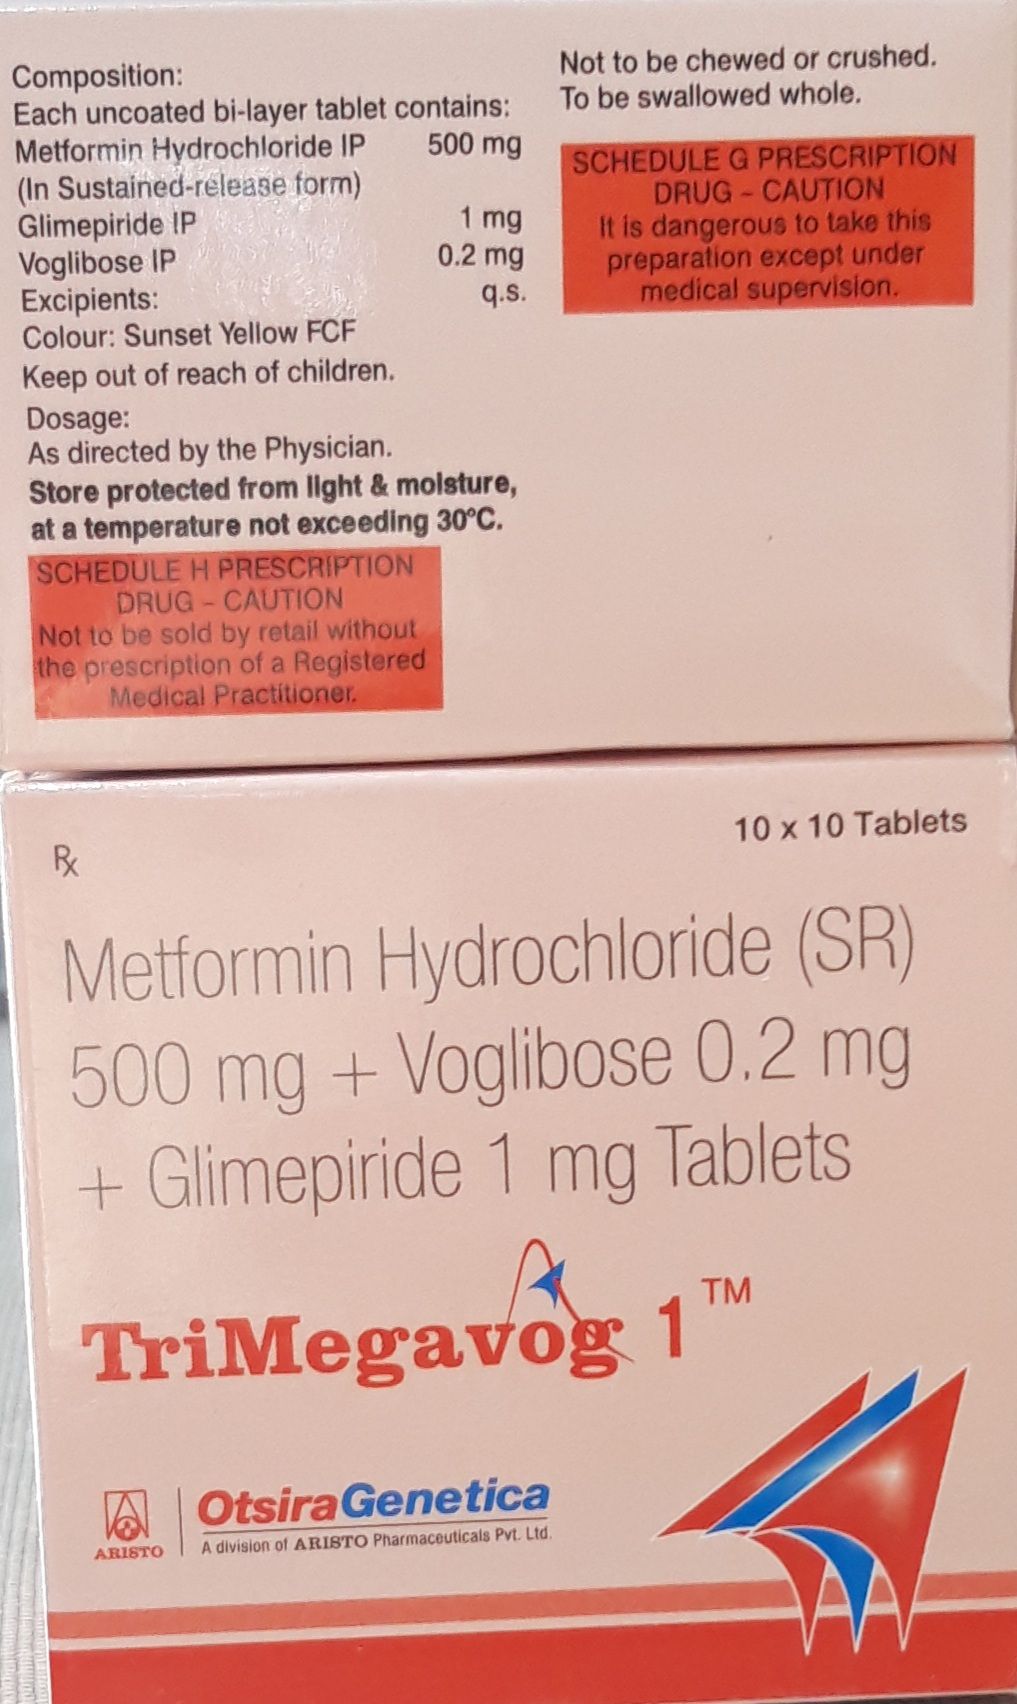 Composition:
Each uncoated bi-layer tablet contains:
Metformin Hydrochloride IP 500 mg
(In Sustained-release form)
Glimepiride IP 1 mg
Voglibose IP 0.2 mg
Excipients: q.s.
Colour: Sunset Yellow FCF
Keep out of reach of children.
Dosage:
As directed by the Physician.
Store protected from light & moisture,
at a temperature not exceeding 30°C.
SCHEDULE H PRESCRIPTION
DRUG - CAUTION
Not to be sold by retail without
the prescription of a Registered
Medical Practitioner.
Not to be chewed or crushed.
To be swallowed whole.
SCHEDULE G PRESCRIPTION
DRUG - CAUTION
It is dangerous to take this
preparation except under
medical supervision.
10 x 10 Tablets
Rx
Metformin Hydrochloride (SR)
500 mg + Voglibose 0.2 mg
+ Glimepiride 1 mg Tablets
TriMegavog 1™
ARISTO
OtsiraGenetica
A division of ARISTO Pharmaceuticals Pvt. Ltd.